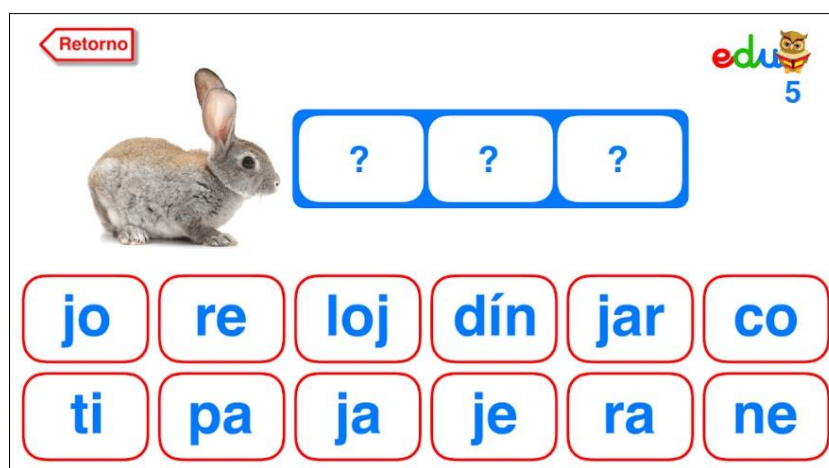 Retorno
edu
5
? ? ?
jo re loj dín jar co
ti pa ja je ra ne